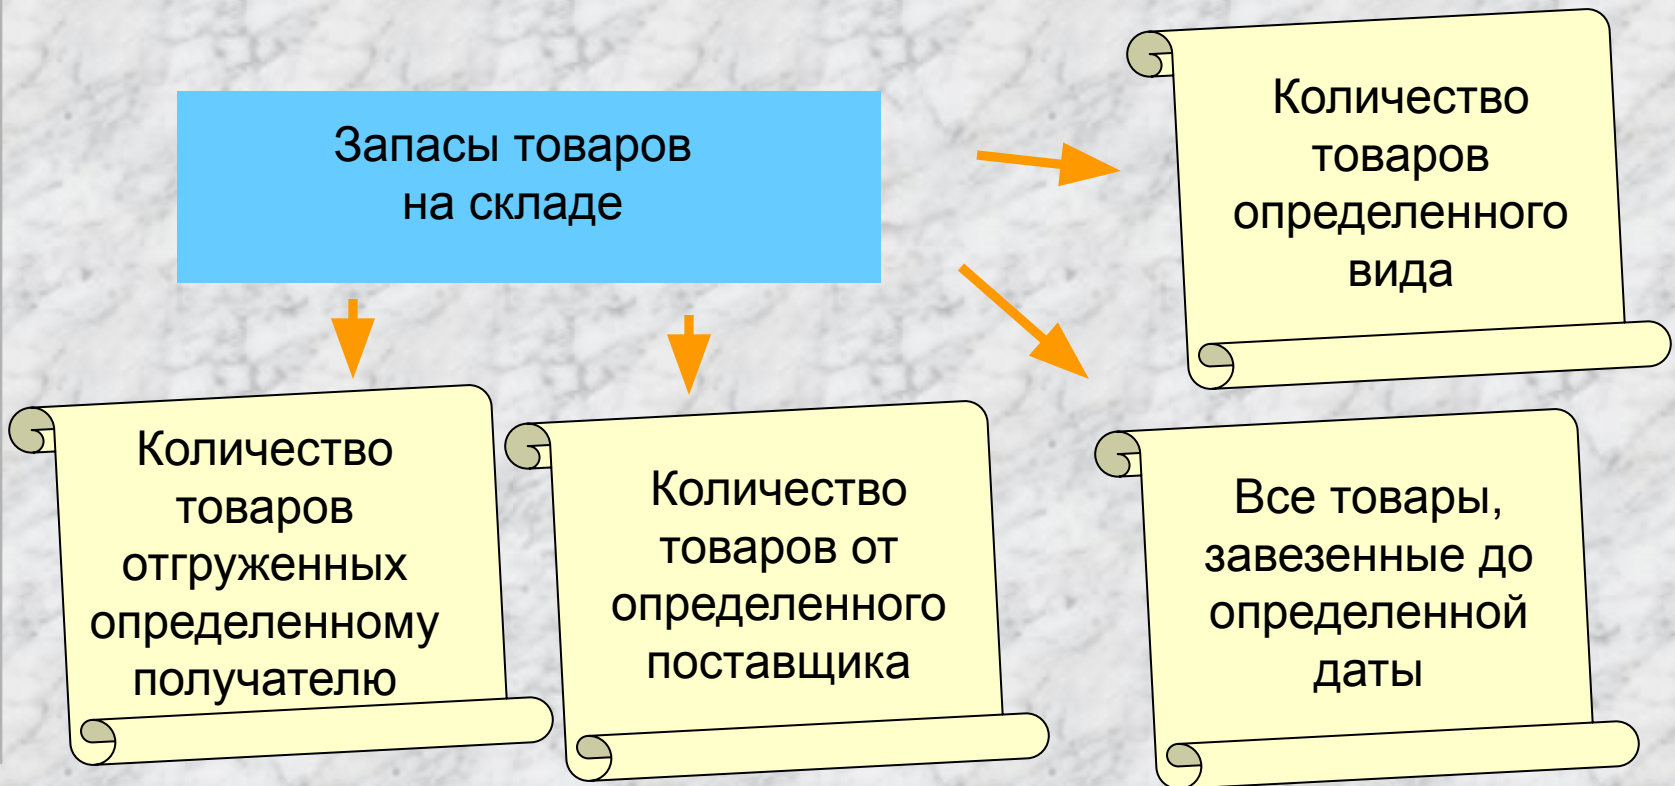 Запасы товаров
на складе
Количество
товаров
определенного
вида
Количество
товаров
отгруженных
определенному
получателю
Количество
товаров от
определенного
поставщика
Все товары,
завезенные до
определенной
даты